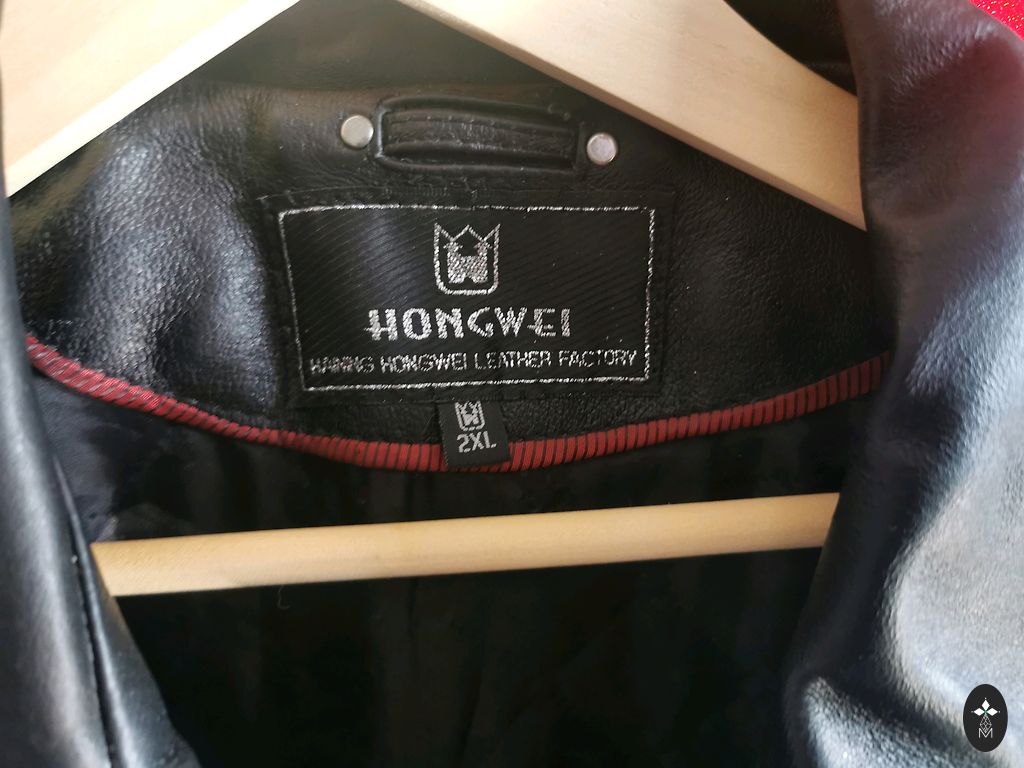 HONGWEI
HAINING HONGWEI LEATHER FACTORY
2XL
M